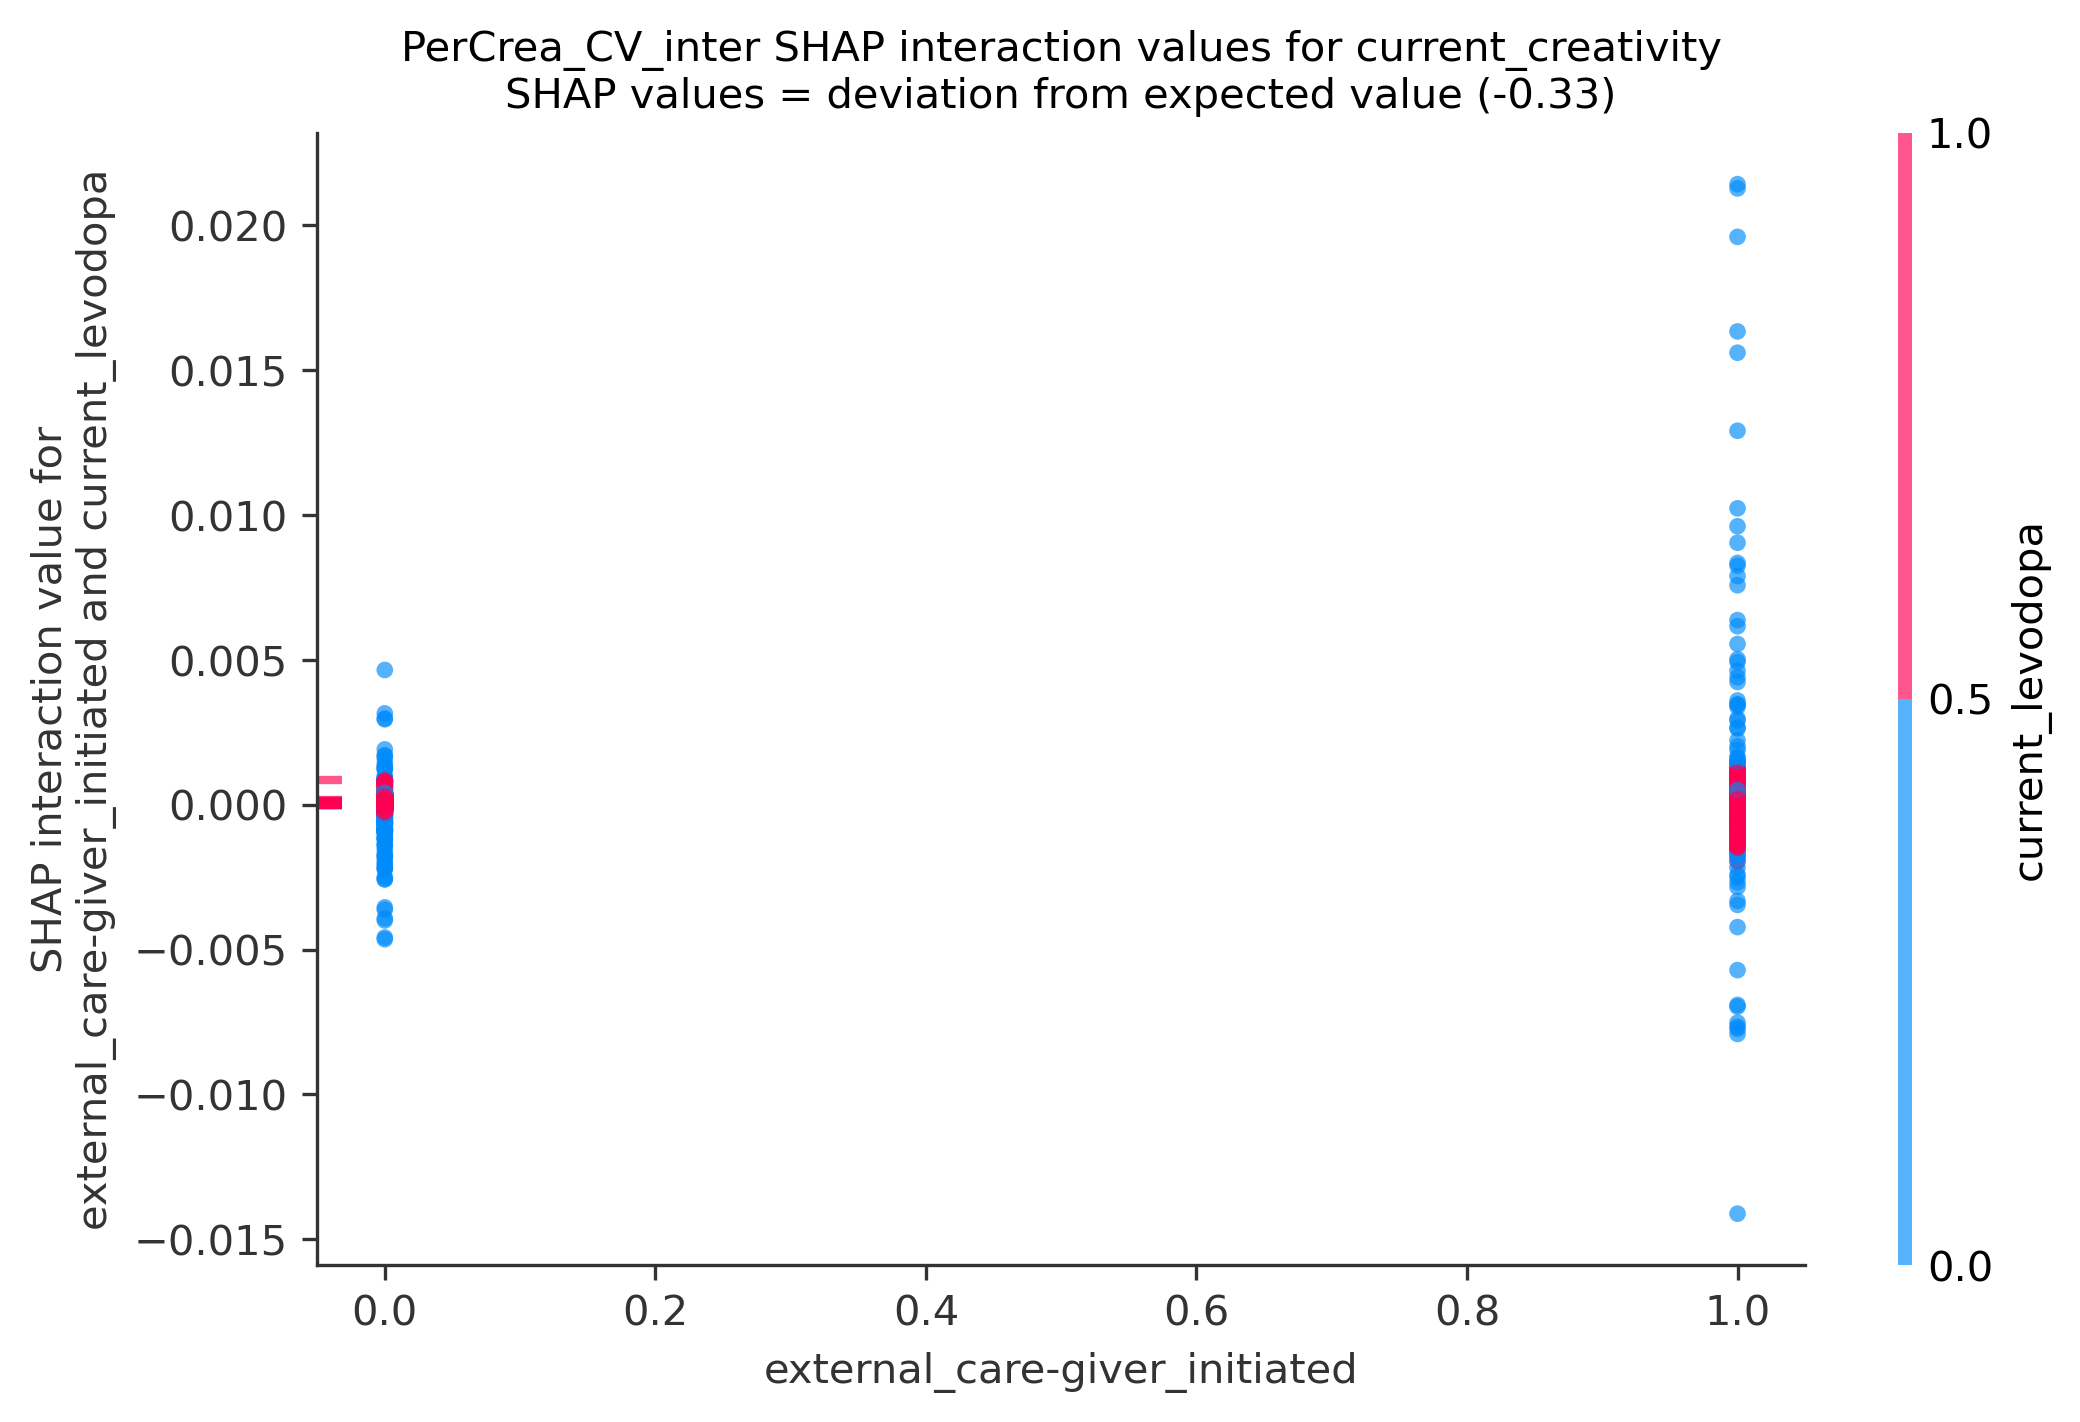 PerCrea_CV_inter SHAP interaction values for current_creativity
SHAP values = deviation from expected value (-0.33)
SHAP interaction value for
external_care-giver_initiated and current_levodopa
0.020
0.015
0.010
0.005
0.000
−0.005
−0.010
−0.015
0.0
0.2
0.4
0.6
0.8
1.0
external_care-giver_initiated
1.0
0.5
0.0
current_levodopa